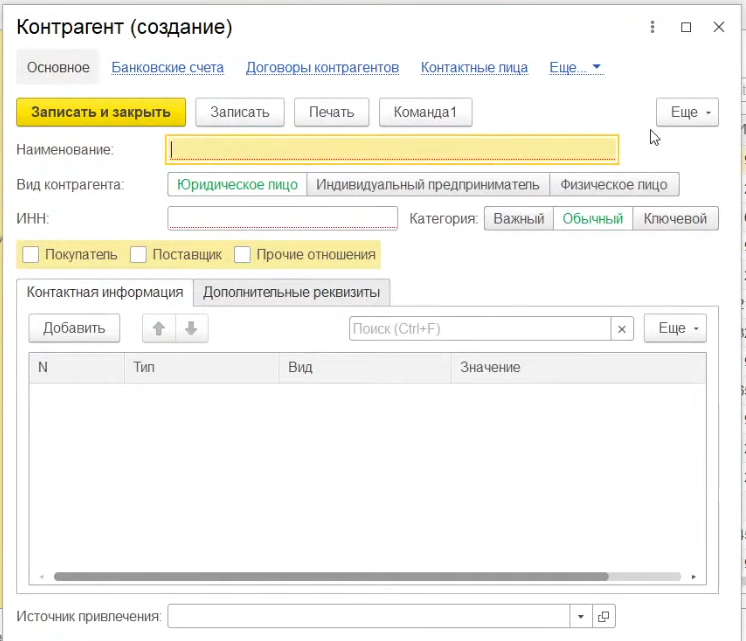 Контрагент (создание)
Основное Банковские счета Договоры контрагентов Контактные лица Еще...
Записать и закрыть Записать Печать Команда1 Еще
Наименование:
Вид контрагента: Юридическое лицо Индивидуальный предприниматель Физическое лицо
ИНН: Категория: Важный Обычный Ключевой
Покупатель Поставщик Прочие отношения
Контактная информация Дополнительные реквизиты
Добавить Поиск (Ctrl+F) Еще
N Тип Вид Значение
Источник привлечения: